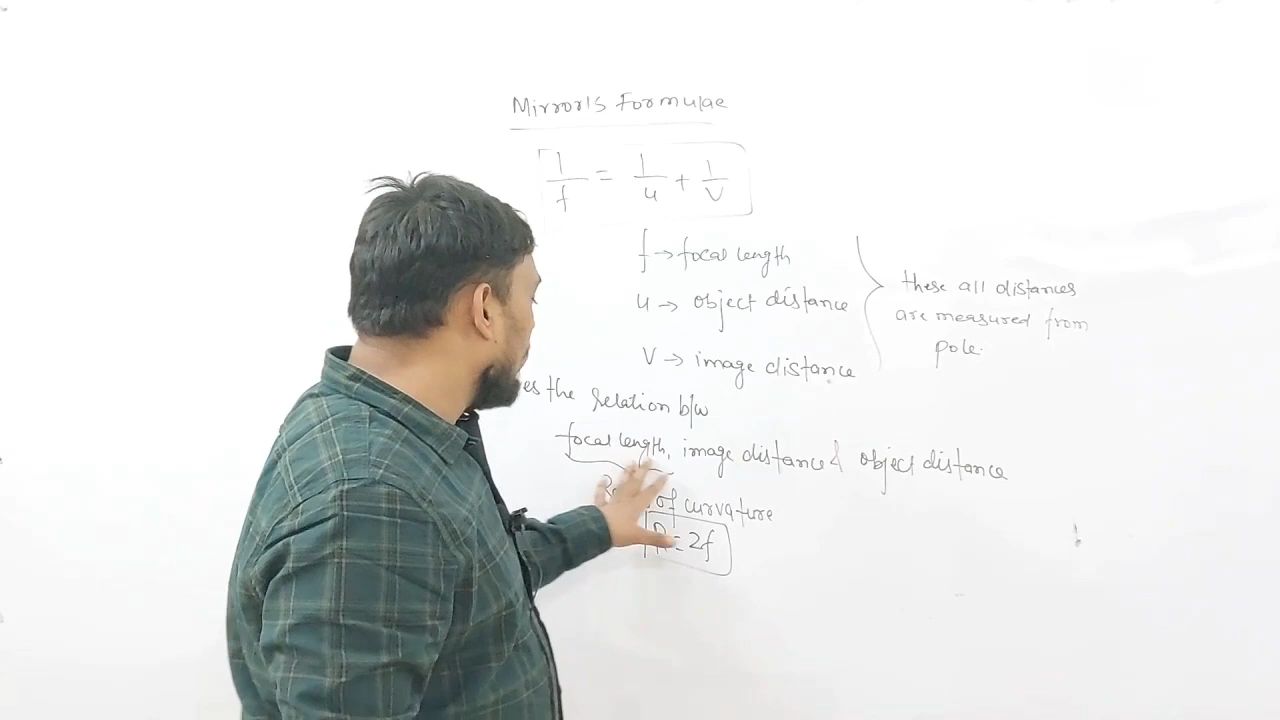 Mirror's Formulae
1/f = 1/u + 1/v
f → focal length
u → object distance
v → image distance
these all distances
are measured from
pole.
the relation b/w
focal length, image distance & object distance
of curvature
R = 2f